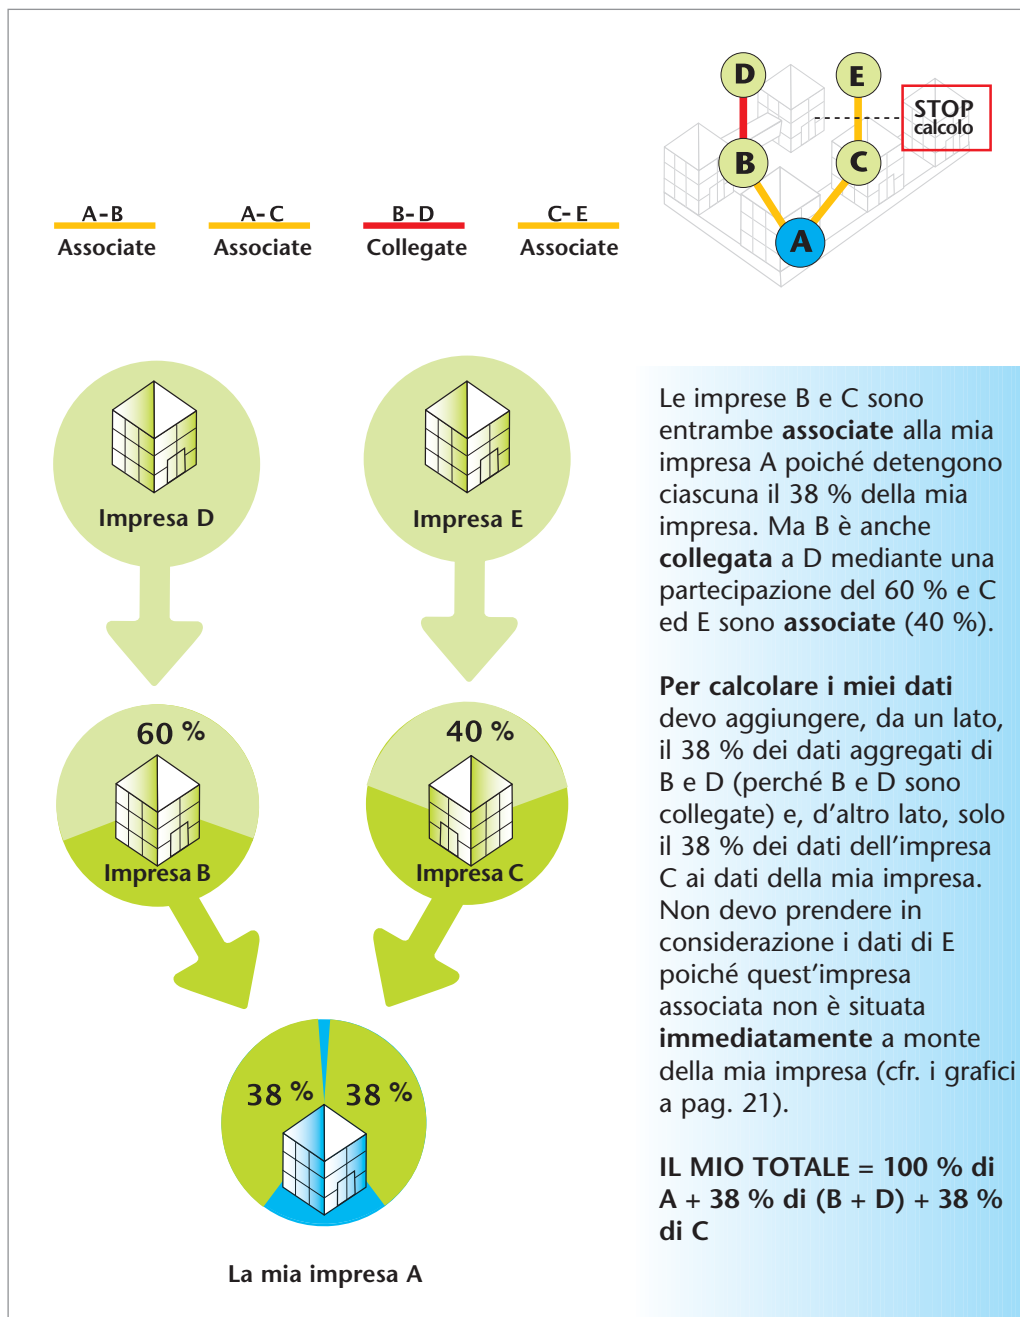 D
E
STOP
calcolo
B
C
A
A-B
Associate
A-C
Associate
B-D
Collegate
C-E
Associate
Impresa D
Impresa E
60 %
Impresa B
40 %
Impresa C
38 %
38 %
La mia impresa A
Le imprese B e C sono
entrambe associate alla mia
impresa A poiché detengono
ciascuna il 38 % della mia
impresa. Ma B è anche
collegata a D mediante una
partecipazione del 60 % e C
ed E sono associate (40 %).
Per calcolare i miei dati
devo aggiungere, da un lato,
il 38 % dei dati aggregati di
B e D (perché B e D sono
collegate) e, d’altro lato, solo
il 38 % dei dati dell’impresa
C ai dati della mia impresa.
Non devo prendere in
considerazione i dati di E
poiché quest’impresa
associata non è situata
immediatamente a monte
della mia impresa (cfr. i grafici
a pag. 21).
IL MIO TOTALE = 100 % di
A + 38 % di (B + D) + 38 %
di C